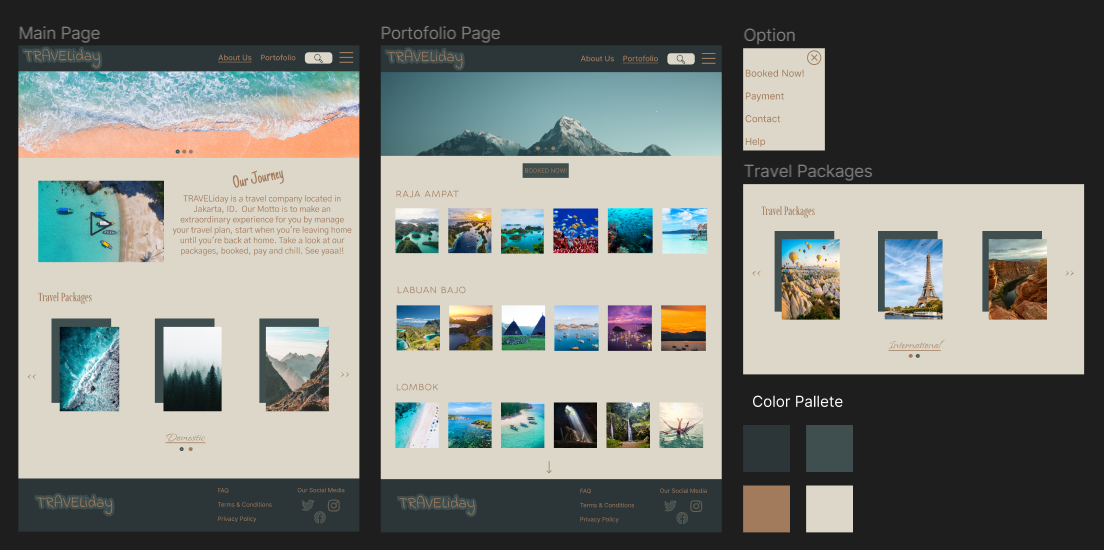 Main Page
TRAVELiday
About Us Portofolio
Our Journey
TRAVELiday is a travel company located in
Jakarta, ID. Our Motto is to make an
extraordinary experience for you by manage
your travel plan, start when you're leaving home
until you're back at home. Take a look at our
packages, booked, pay and chill. See yaaa!!
Travel Packages
<< >>
Domestic
TRAVELiday
FAQ
Terms & Conditions
Privacy Policy
Our Social Media
Portofolio Page
TRAVELiday
About Us Portofolio
BOOKED NOW!
RAJA AMPAT
LABUAN BAJO
LOMBOK
TRAVELiday
FAQ
Terms & Conditions
Privacy Policy
Our Social Media
Option
Booked Now!
Payment
Contact
Help
Travel Packages
Travel Packages
<< >>
International
Color Pallete